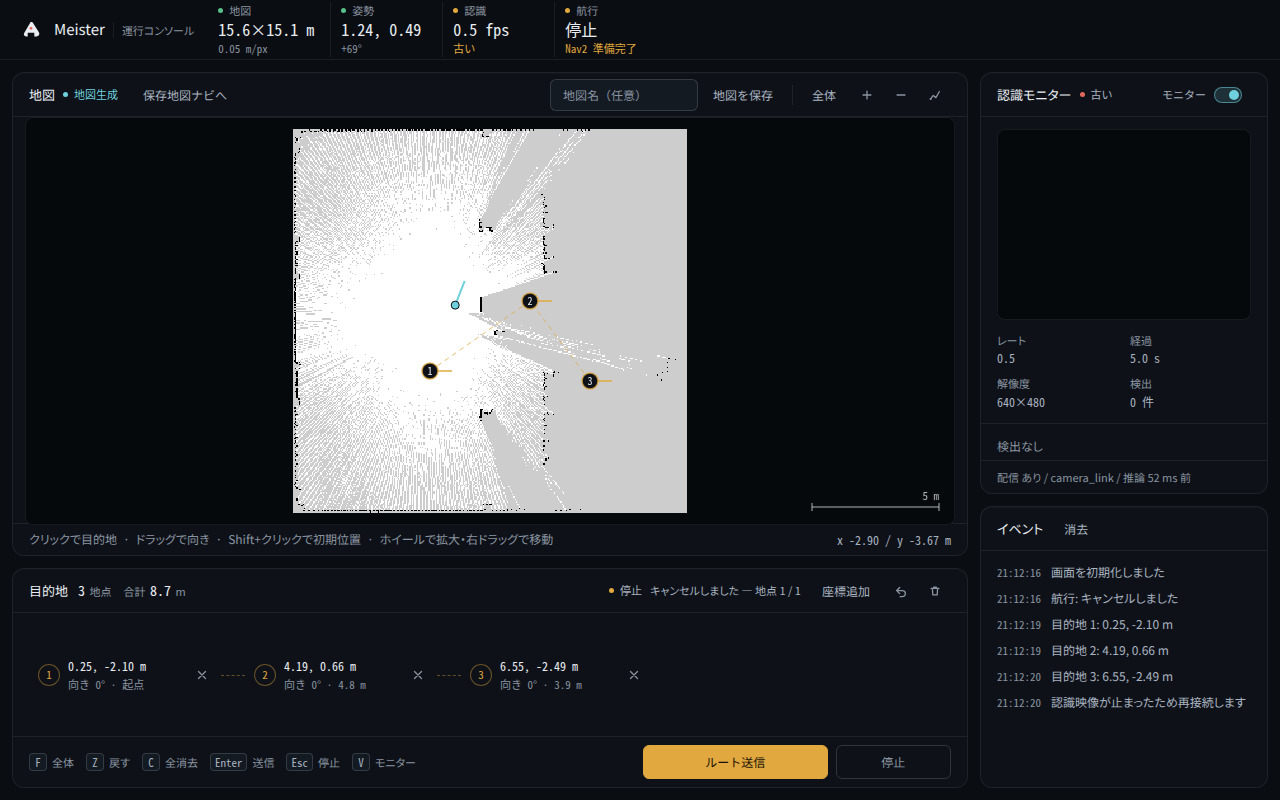 Meister 運行コンソール
地図
15.6×15.1 m
0.05 m/px
姿勢
1.24, 0.49
+69°
認識
0.5 fps
古い
航行
停止
Nav2 準備完了
地図 地図生成 保存地図ナビへ 地図名（任意） 地図を保存 全体
1
2
3
5 m
クリックで目的地 · ドラッグで向き · Shift+クリックで初期位置 · ホイールで拡大・右ドラッグで移動 x -2.90 / y -3.67 m
目的地 3 地点 合計 8.7 m 停止 キャンセルしました — 地点 1 / 1 座標追加
1 0.25, -2.10 m
向き 0° · 起点
2 4.19, 0.66 m
向き 0° · 4.8 m
3 6.55, -2.49 m
向き 0° · 3.9 m
F 全体 Z 戻す C 全消去 Enter 送信 Esc 停止 V モニター ルート送信 停止
認識モニター 古い モニター
レート 経過
0.5 5.0 s
解像度 検出
640×480 0 件
検出なし
配信 あり / camera_link / 推論 52 ms 前
イベント 消去
21:12:16 画面を初期化しました
21:12:16 航行: キャンセルしました
21:12:19 目的地 1: 0.25, -2.10 m
21:12:19 目的地 2: 4.19, 0.66 m
21:12:20 目的地 3: 6.55, -2.49 m
21:12:20 認識映像が止まったため再接続します